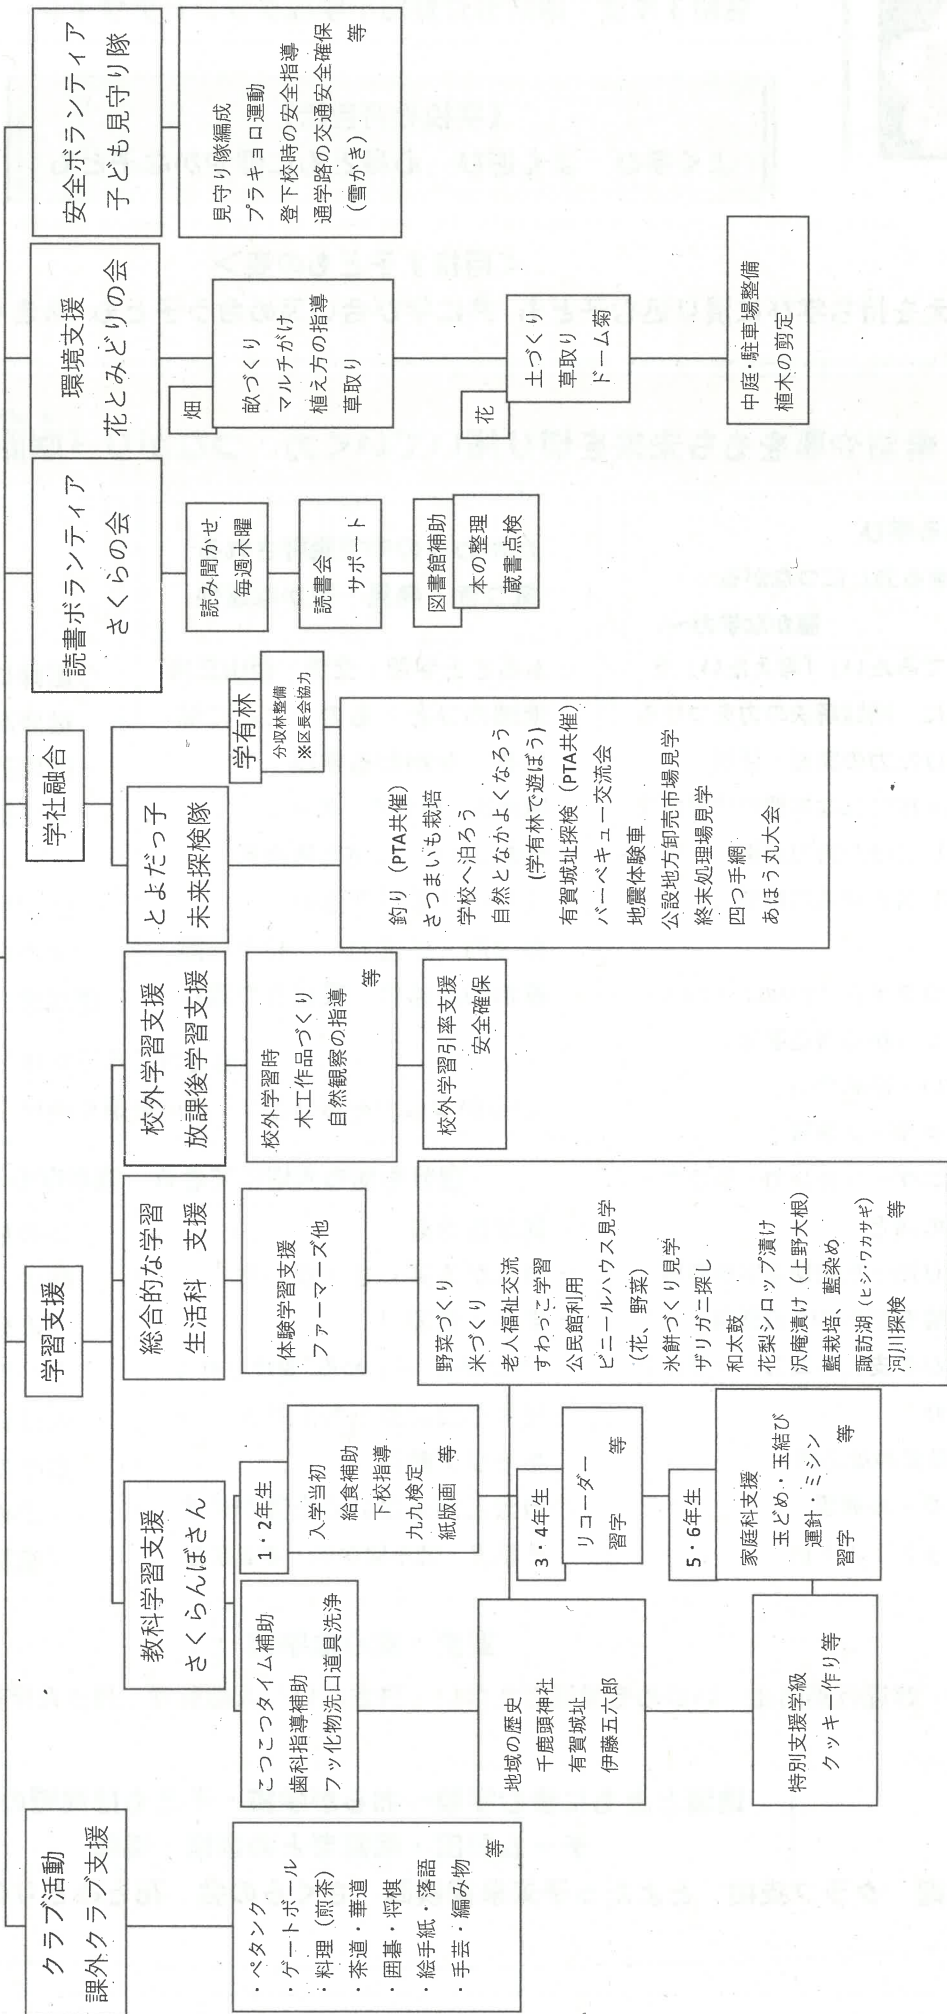 クラブ活動
課外クラブ支援
・ペタンク
・ゲートボール
・料理（煎茶）
・茶道・華道
・囲碁・将棋
・絵手紙・落語
・手芸・編み物
等
学習支援
教科学習支援
さくらんぼさん
こつこつタイム補助
歯科指導補助
フッ化物洗口道具洗浄
地域の歴史
千鹿頭神社
有賀城址
伊藤五六郎
特別支援学級
クッキー作り等
1・2年生
入学当初
給食補助
下校指導
九九検定
紙版画　等
3・4年生
リコーダー
習字　等
5・6年生
家庭科支援
玉どめ・玉結び
運針・ミシン
習字　等
総合的な学習
生活科　支援
体験学習支援
ファーマーズ他
野菜づくり
米づくり
老人福祉交流
すわっこ学習
公民館利用
ビニールハウス見学
（花、野菜）
氷餅づくり見学
ザリガニ探し
和太鼓
花梨シロップ漬け
沢庵漬け（上野大根）
藍栽培、藍染め
諏訪湖（ヒシ・ワカサギ）
河川探検　等
校外学習支援
放課後学習支援
校外学習時
木工作品づくり
自然観察の指導
等
校外学習引率支援
安全確保
学社融合
とよだっ子
未来探検隊
釣り（PTA共催）
さつまいも栽培
学校へ泊ろう
自然となかよくなろう
（学有林で遊ぼう）
有賀城址探検（PTA共催）
バーベキュー交流会
地震体験車
公設地方卸売市場見学
終末処理場見学
四つ手網
あほう丸大会
学有林
分収林整備
※区長会協力
読書ボランティア
さくらの会
読み聞かせ
毎週木曜
読書会
サポート
図書館補助
本の整理
蔵書点検
環境支援
花とみどりの会
畑
畝づくり
マルチがけ
植え方の指導
草取り
花
土づくり
草取り
ドーム菊
中庭・駐車場整備
植木の剪定
安全ボランティア
子ども見守り隊
見守り隊編成
プラキョロ運動
登下校時の安全指導
通学路の交通安全確保
（雪かき）　等